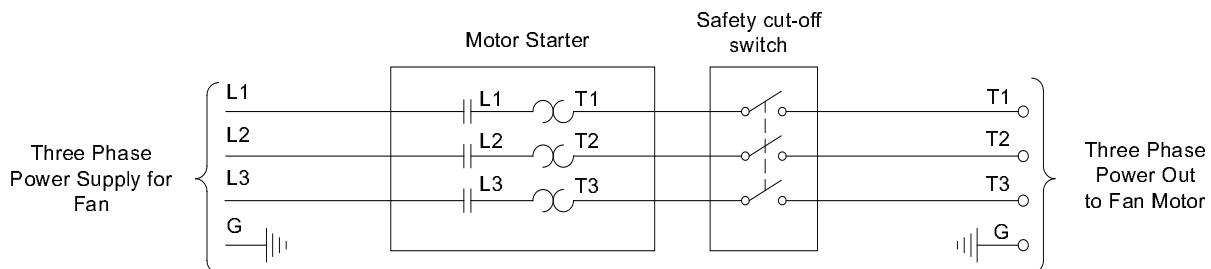 Safety cut-off
switch
Motor Starter
L1
L1
T1
T1
L2
L2
T2
T2
L3
L3
T3
T3
G
G
Three Phase
Power Supply for
Fan
Three Phase
Power Out
to Fan Motor